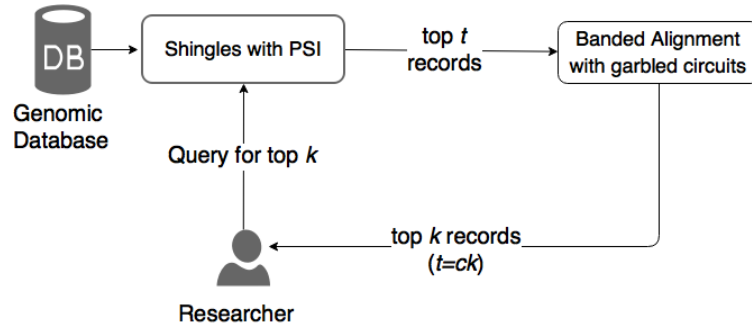 DB
Genomic
Database
Shingles with PSI
top t
records
Banded Alignment
with garbled circuits
Query for top k
top k records
(t=ck)
Researcher